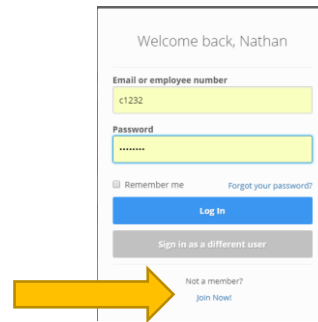 Welcome back, Nathan
Email or employee number
c1232
Password
••••••••
Remember me Forgot your password?
Log In
Sign in as a different user
Not a member?
Join Now!